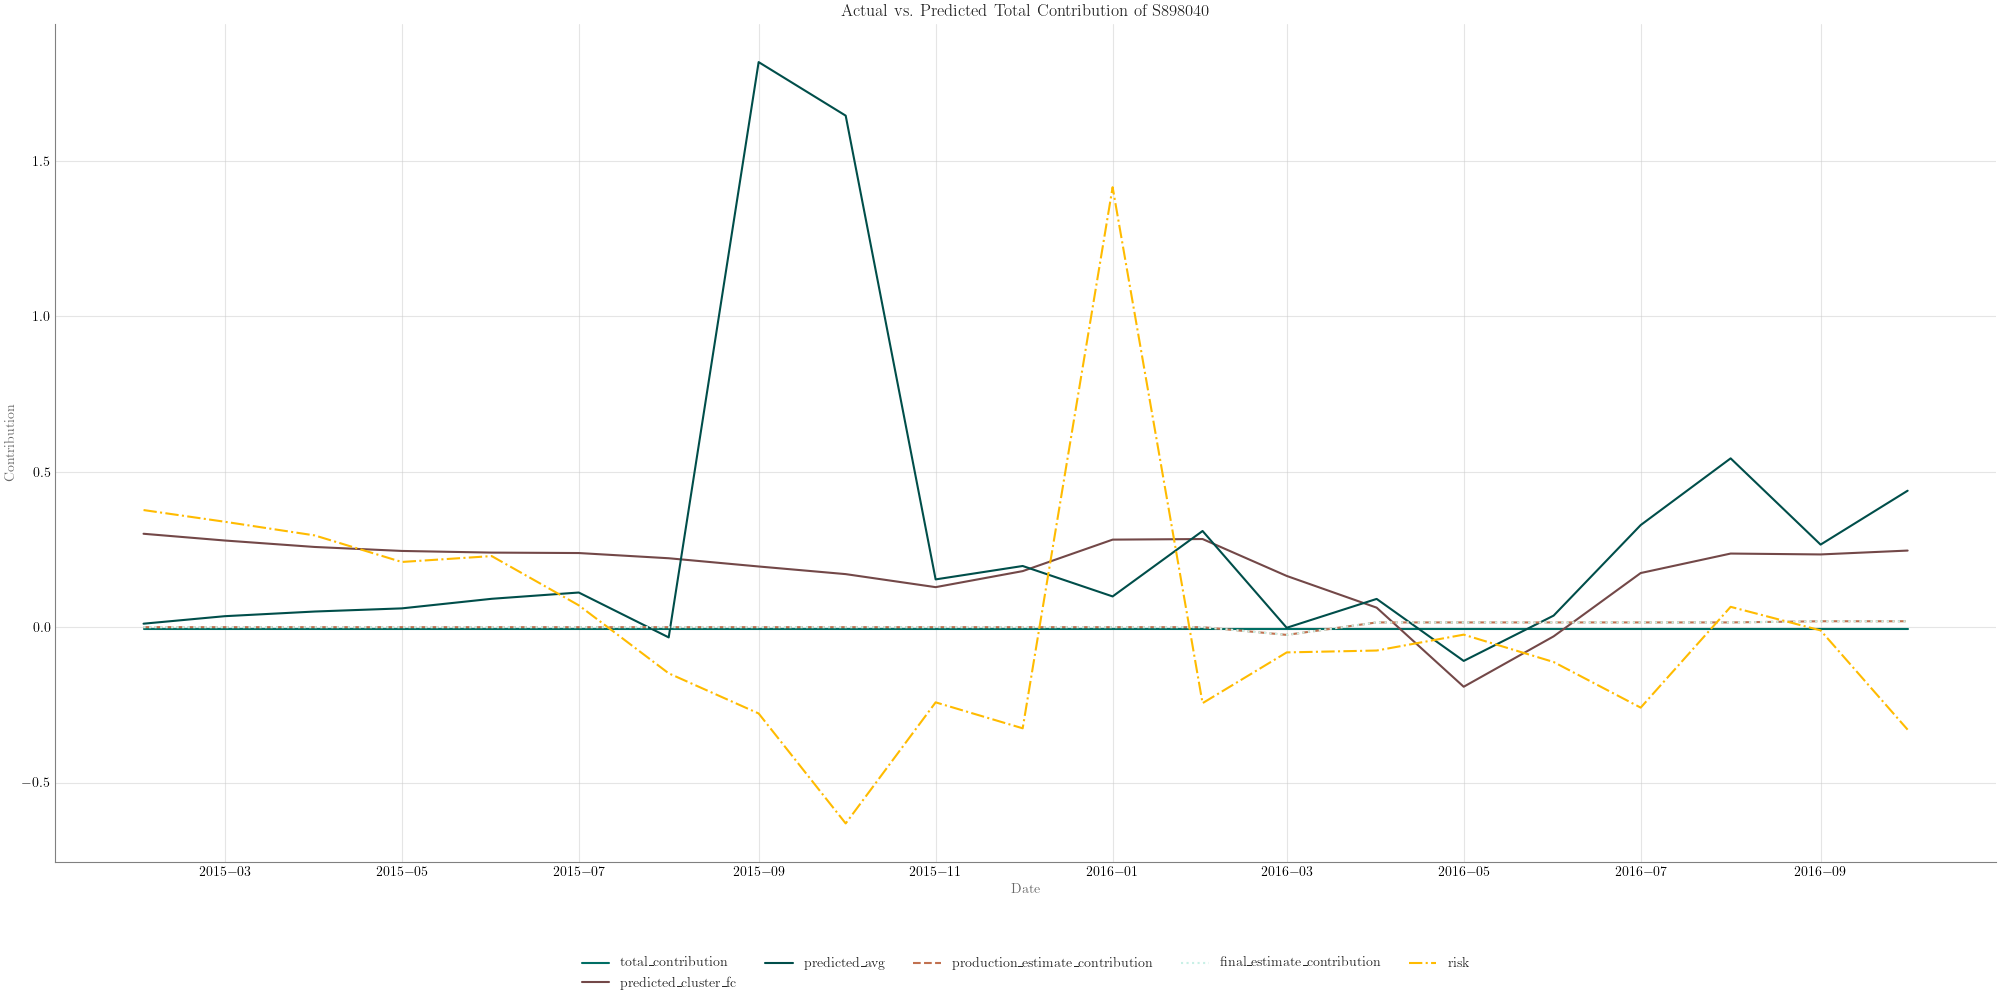 Actual vs. Predicted Total Contribution of S898040
Contribution
1.5
1.0
0.5
0.0
−0.5
2015−03 2015−05 2015−07 2015−09 2015−11 2016−01 2016−03 2016−05 2016−07 2016−09
Date
total_contribution predicted_avg production_estimate_contribution final_estimate_contribution risk
predicted_cluster_fc